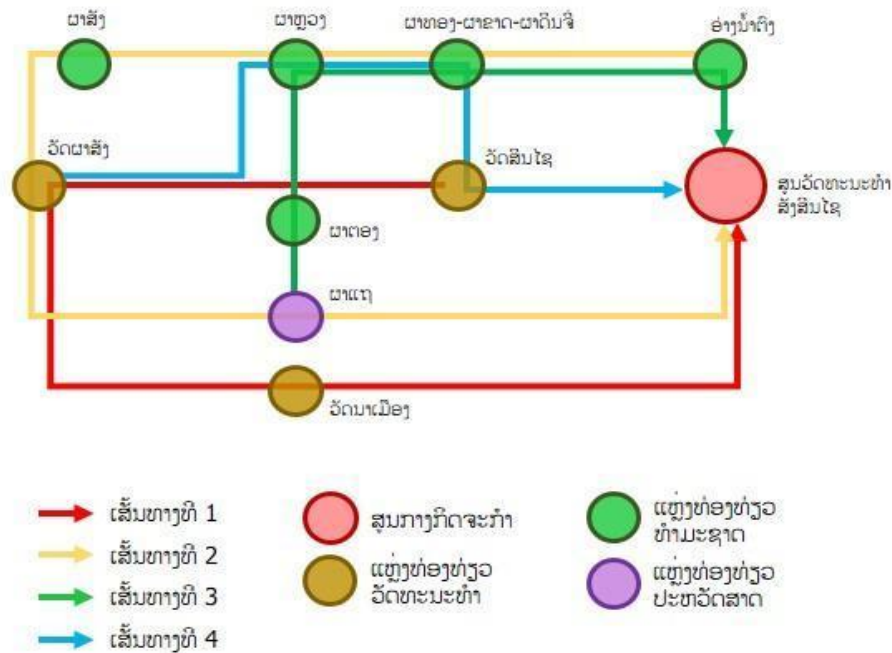 ຜາສັງ
ຜາຫຼວງ
ຜາທອງ-ຜາຂາດ-ຜາດິນຈີ່
ອ່າງນ້ຳຕິງ
ວັດຜາສັງ
ວັດສິນໄຊ
ສູນວັດທະນະທຳ
ສັງສິນໄຊ
ຜາຕອງ
ຜາແຖ
ວັດນາເມືອງ
ເສັ້ນທາງທີ 1
ເສັ້ນທາງທີ 2
ເສັ້ນທາງທີ 3
ເສັ້ນທາງທີ 4
ສູນກາງກິດຈະກຳ
ແຫຼ່ງທ່ອງທ່ຽວ
ວັດທະນະທຳ
ແຫຼ່ງທ່ອງທ່ຽວ
ທຳມະຊາດ
ແຫຼ່ງທ່ອງທ່ຽວ
ປະຫວັດສາດ